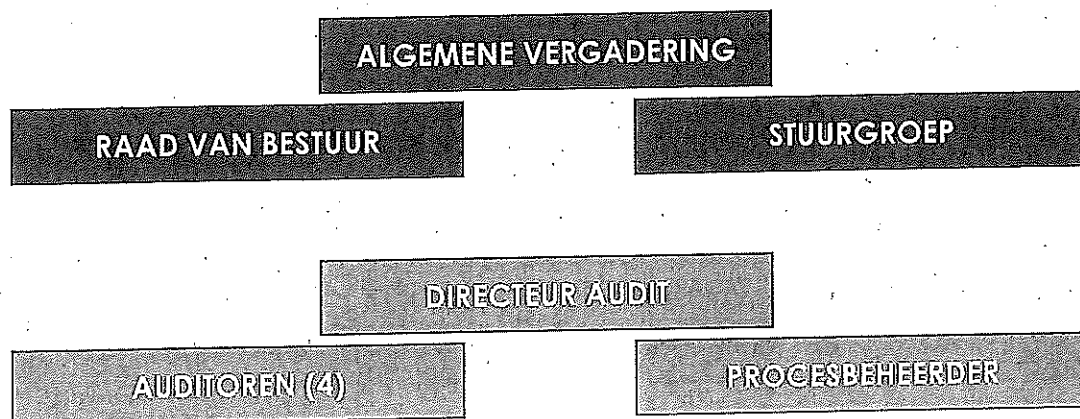 ALGEMENE VERGADERING
RAAD VAN BESTUUR
STUURGROEP
DIRECTEUR AUDIT
AUDITOREN (4)
PROCESBEHEERDER